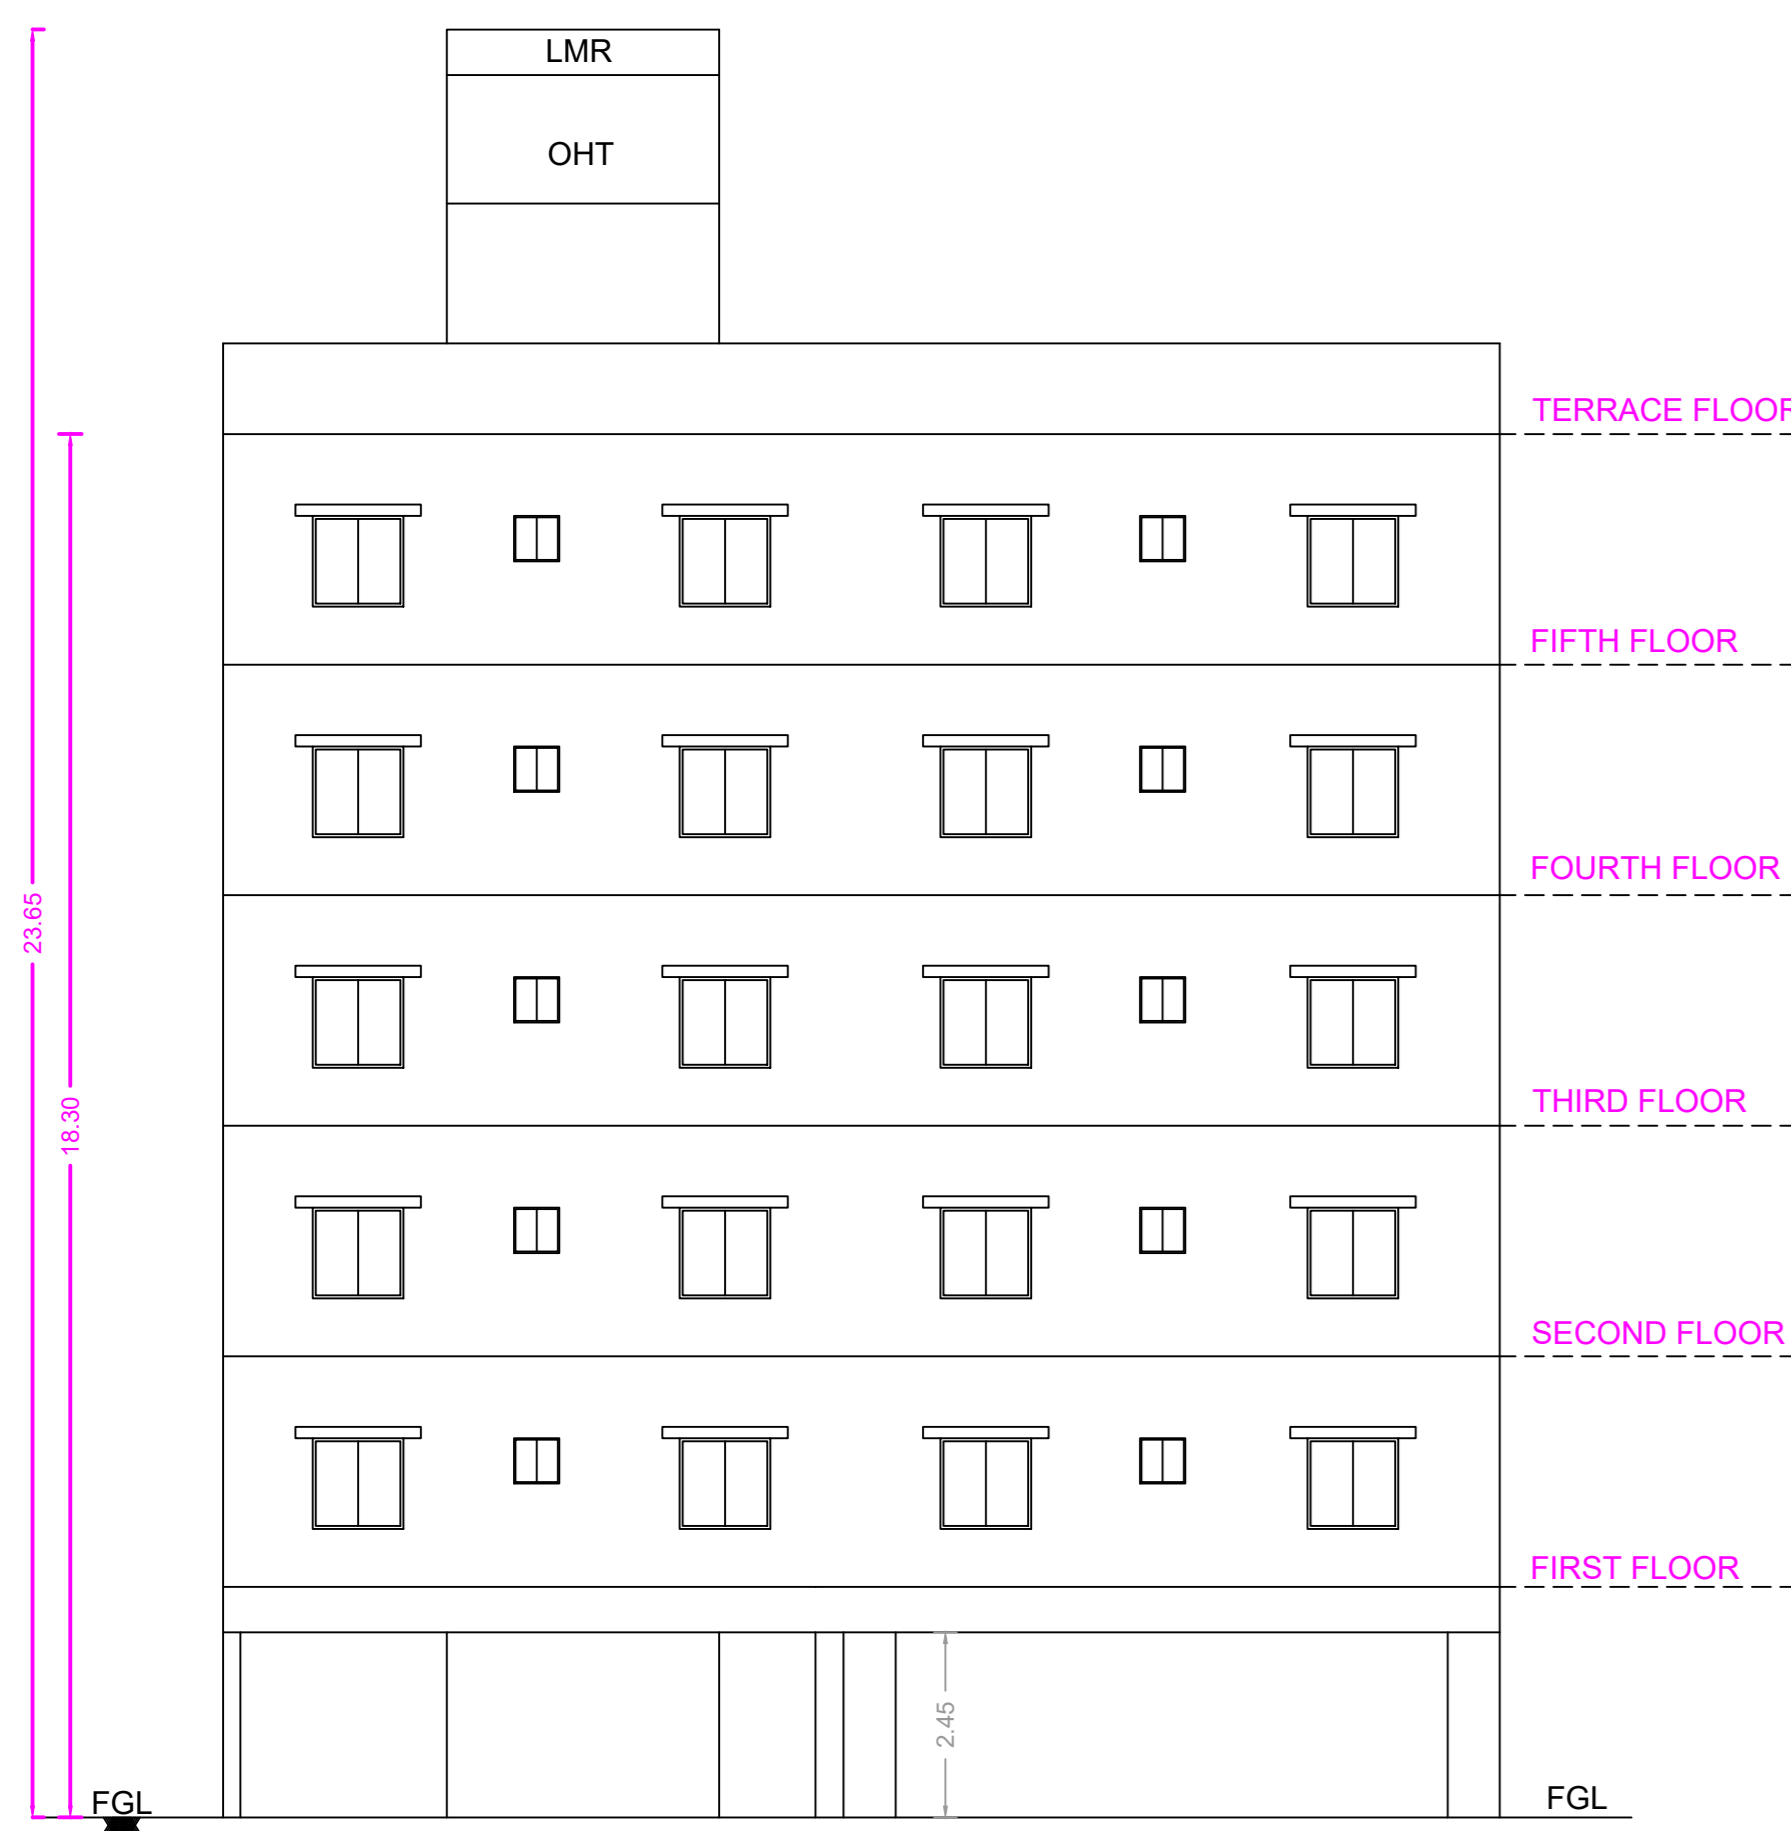 LMR
OHT
TERRACE FLOOR
FIFTH FLOOR
FOURTH FLOOR
23.65
18.30
THIRD FLOOR
SECOND FLOOR
FIRST FLOOR
2.45
FGL
FGL